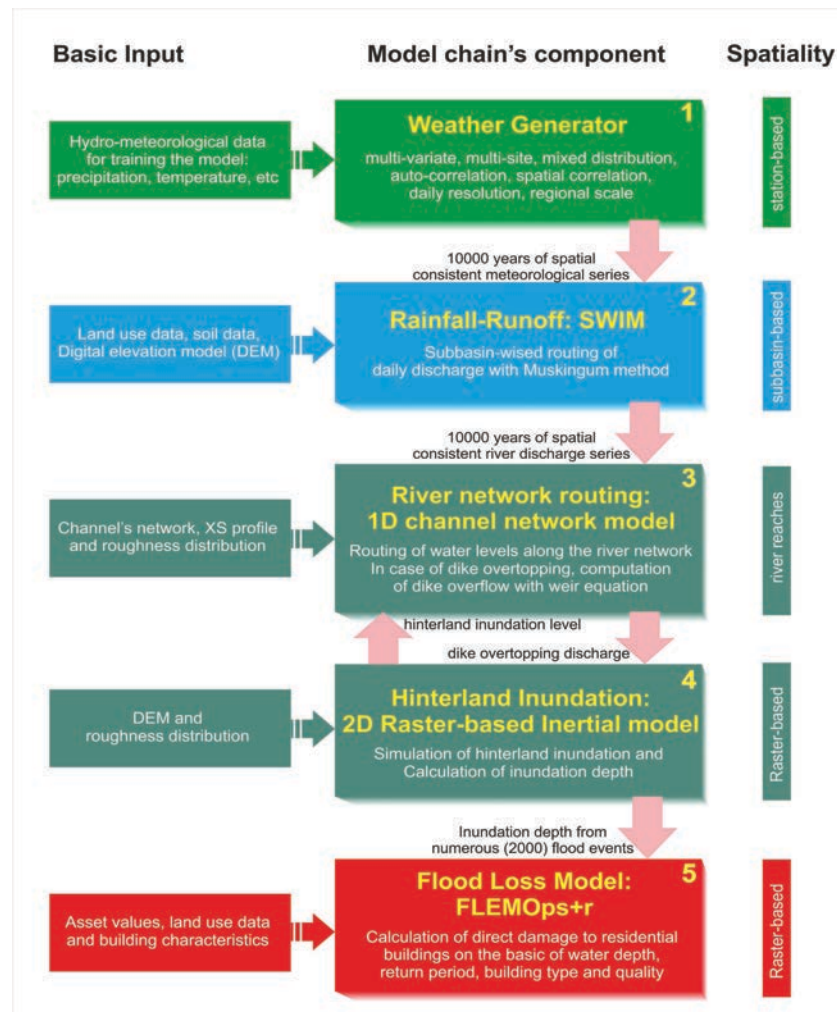 Basic Input
Model chain's component
Spatiality
Hydro-meteorological data
for training the model:
precipitation, temperature, etc
1
Weather Generator
multi-variate, multi-site, mixed distribution,
auto-correlation, spatial correlation,
daily resolution, regional scale
station-based
10000 years of spatial
consistent meteorological series
Land use data, soil data,
Digital elevation model (DEM)
2
Rainfall-Runoff: SWIM
Subbasin-wised routing of
daily discharge with Muskingum method
subbasin-based
10000 years of spatial
consistent river discharge series
Channel's network, XS profile
and roughness distribution
3
River network routing:
1D channel network model
Routing of water levels along the river network
In case of dike overtopping, computation
of dike overflow with weir equation
river reaches
hinterland inundation level
dike overtopping discharge
DEM and
roughness distribution
4
Hinterland Inundation:
2D Raster-based Inertial model
Simulation of hinterland inundation and
Calculation of inundation depth
Raster-based
Inundation depth from
numerous (2000) flood events
Asset values, land use data
and building characteristics
5
Flood Loss Model:
FLEMOps+r
Calculation of direct damage to residential
buildings on the basic of water depth,
return period, building type and quality
Raster-based